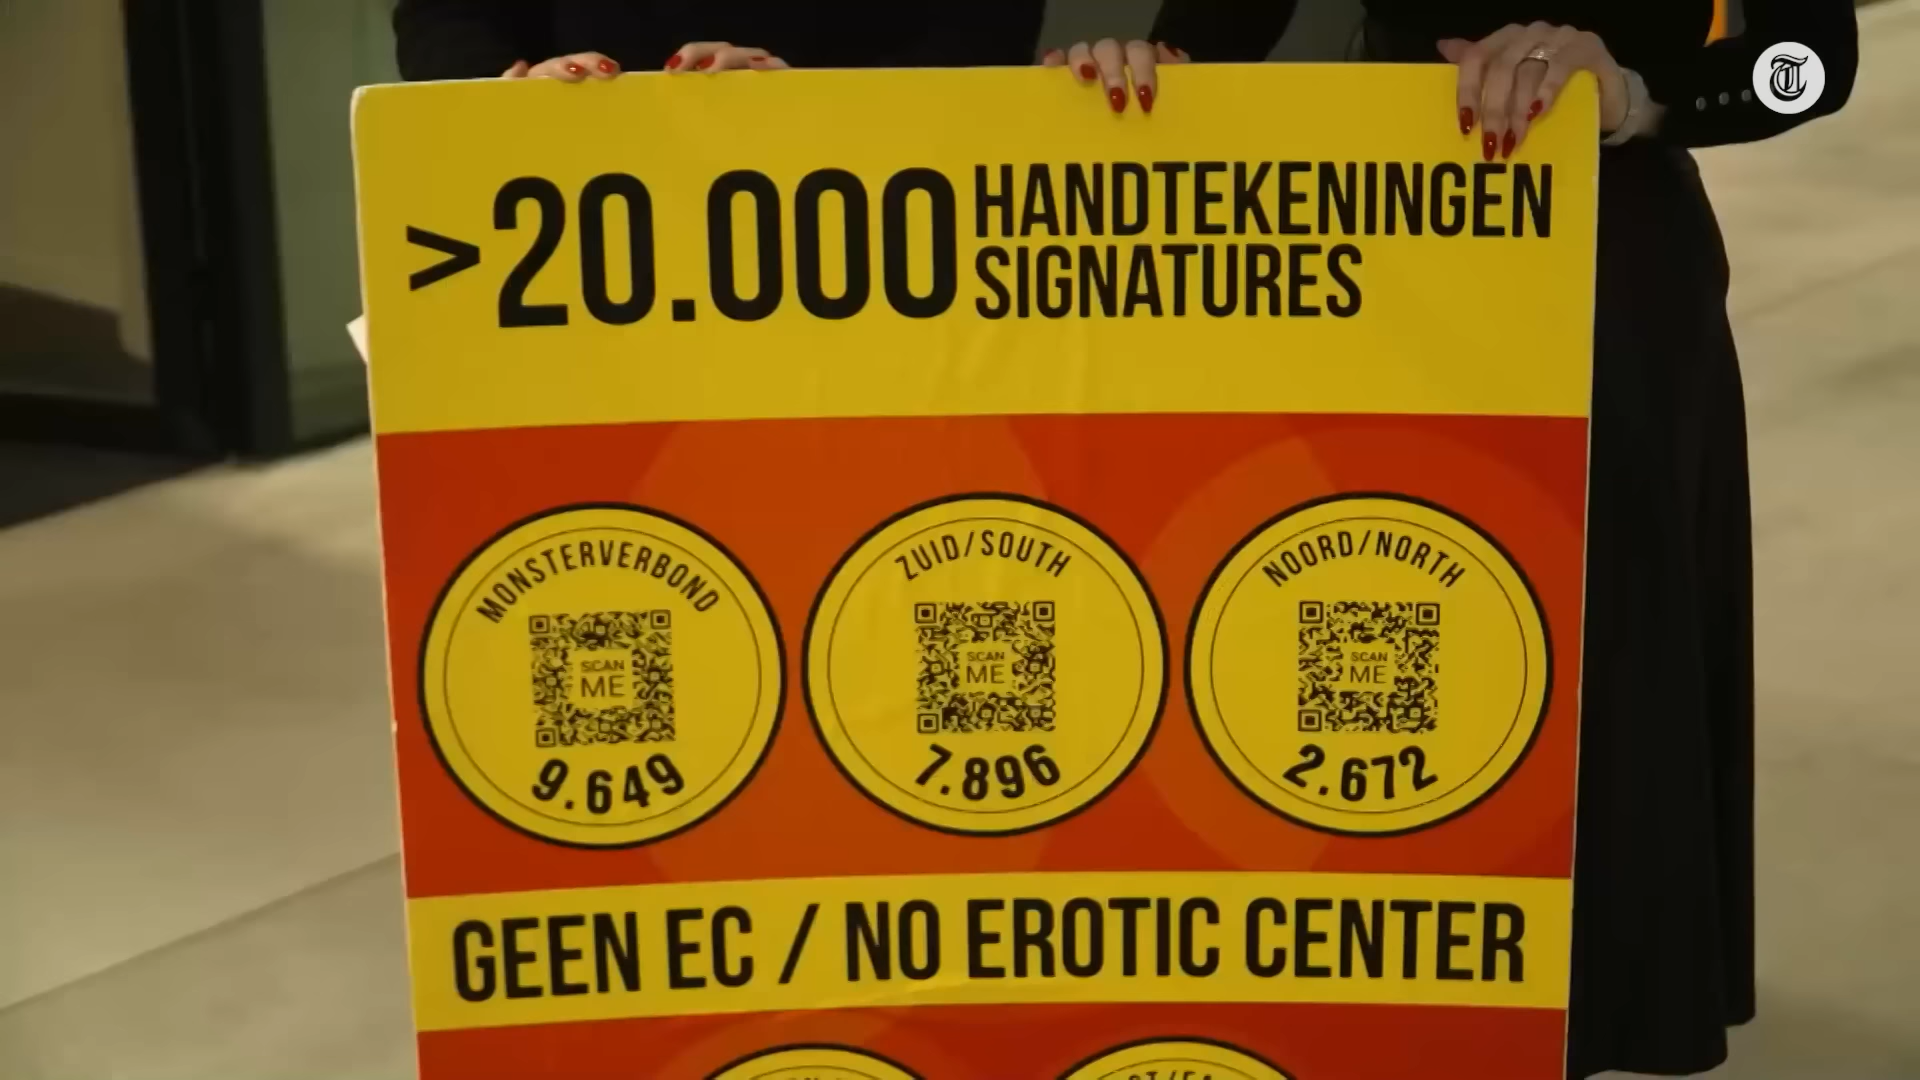 >20.000 HANDTEKENINGEN
SIGNATURES
MONSTERVERBOND
SCAN
ME
9.649
ZUID/SOUTH
SCAN
ME
7.896
NOORD/NORTH
SCAN
ME
2.672
GEEN EC / NO EROTIC CENTER